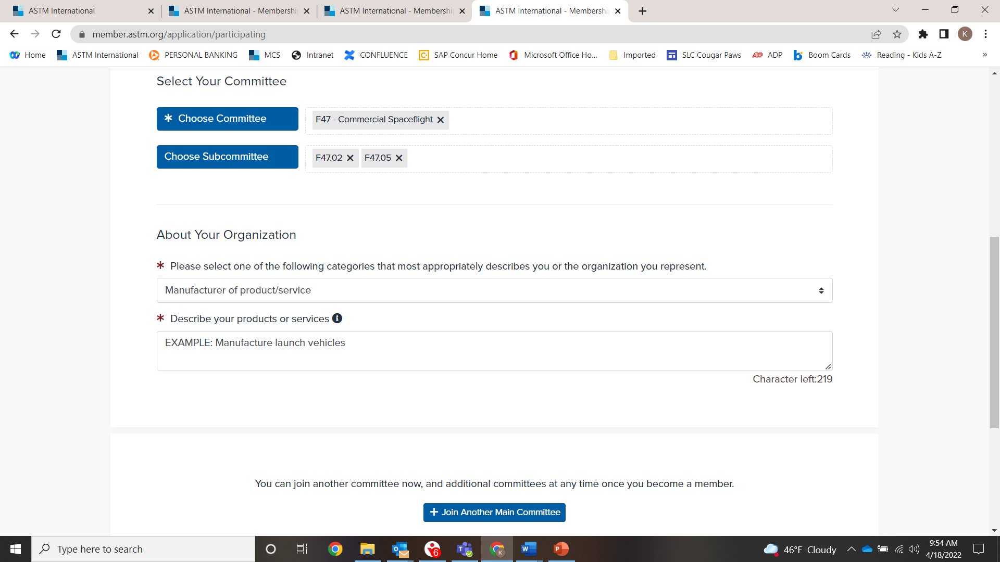 ASTM International
ASTM International - Membershi
ASTM International - Membershi
ASTM International - Membershi
member.astm.org/application/participating
K
Home
ASTM International
PERSONAL BANKING
MCS
Intranet
CONFLUENCE
SAP Concur Home
Microsoft Office Ho...
Imported
SLC Cougar Paws
ADP
Boom Cards
Reading - Kids A-Z
»
Select Your Committee
* Choose Committee
F47 - Commercial Spaceflight
Choose Subcommittee
F47.02
F47.05
About Your Organization
* Please select one of the following categories that most appropriately describes you or the organization you represent.
Manufacturer of product/service
* Describe your products or services
EXAMPLE: Manufacture launch vehicles
Character left:219
You can join another committee now, and additional committees at any time once you become a member.
+ Join Another Main Committee
Type here to search
6
46°F Cloudy
9:54 AM
4/18/2022